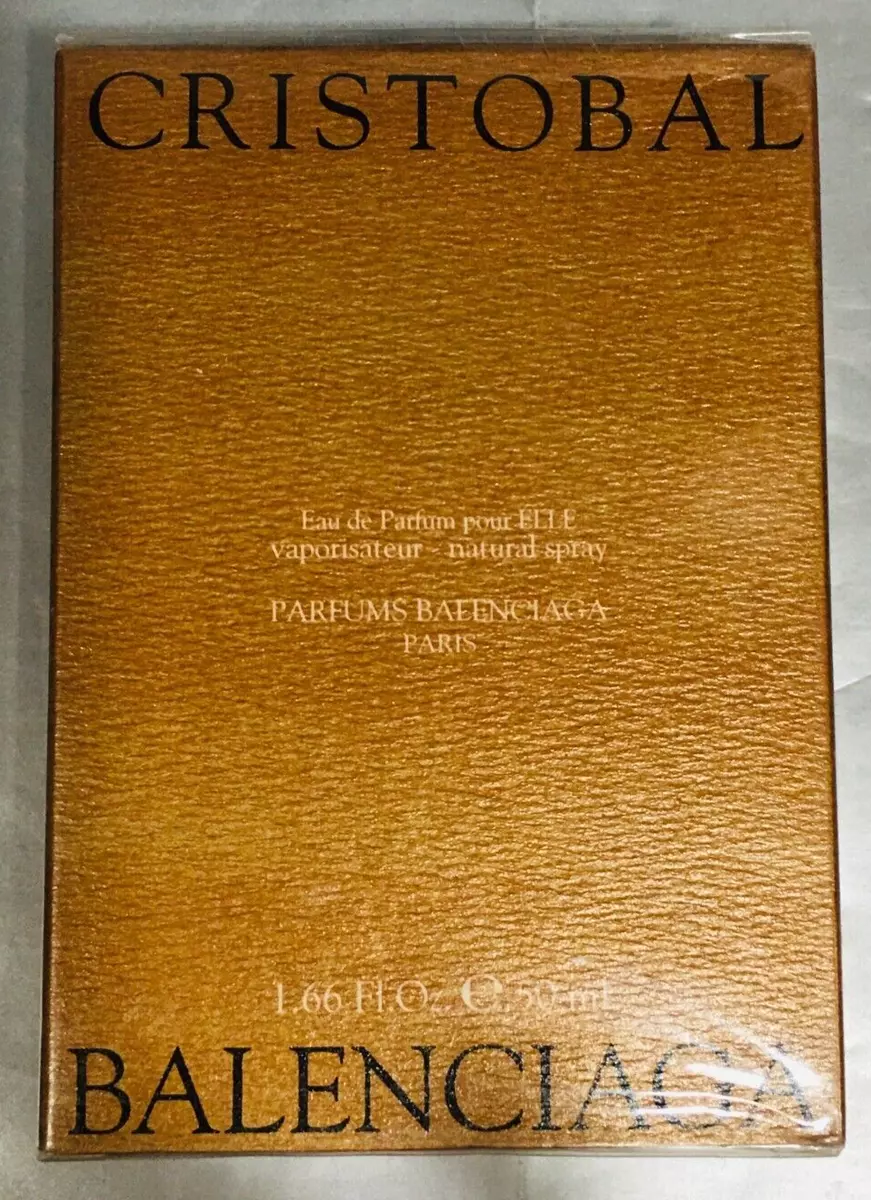 CRISTOBAL
Eau de Parfum pour ELLE
vaporisateur - natural spray
PARFUMS BALENCIAGA
PARIS
1.66 Fl Oz. ℮ 50 ml
BALENCIAGA